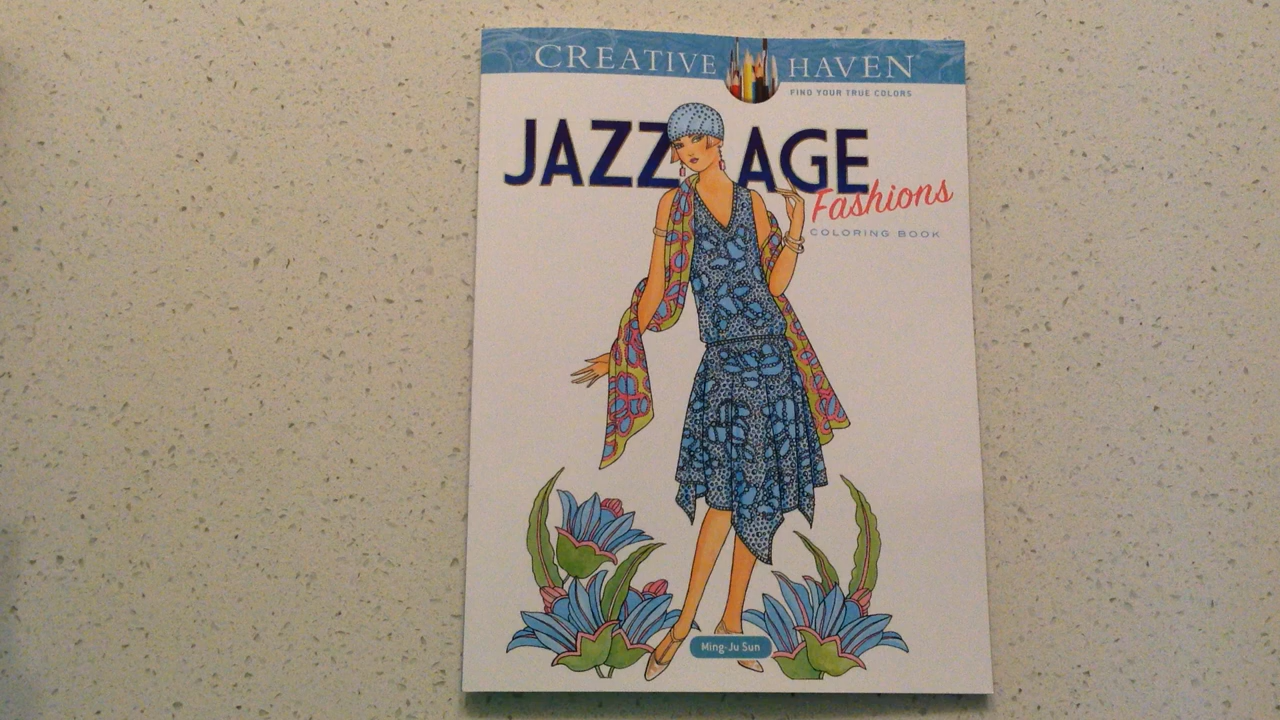 CREATIVE HAVEN
FIND YOUR TRUE COLORS
JAZZ AGE
Fashions
COLORING BOOK
Ming-Ju Sun